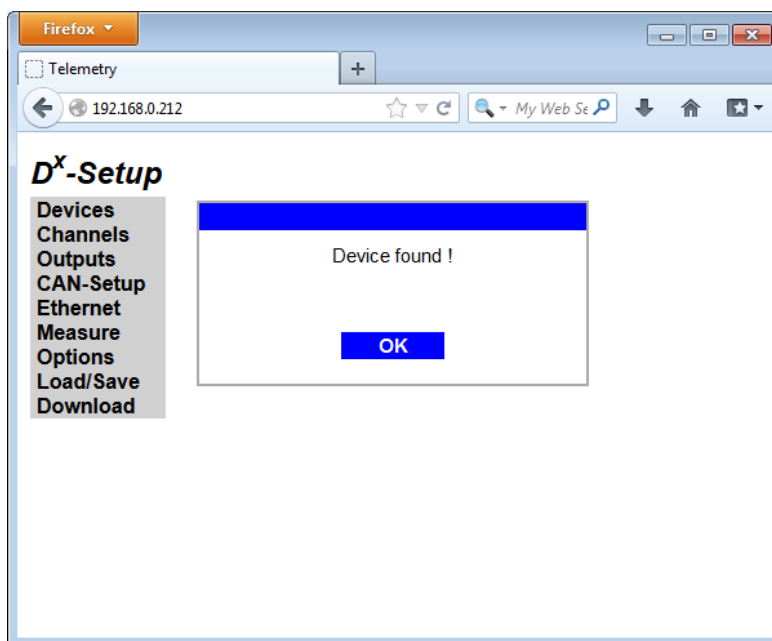 Firefox
Telemetry
192.168.0.212
My Web Se
Dˣ-Setup
Devices
Channels
Outputs
CAN-Setup
Ethernet
Measure
Options
Load/Save
Download
Device found !
OK